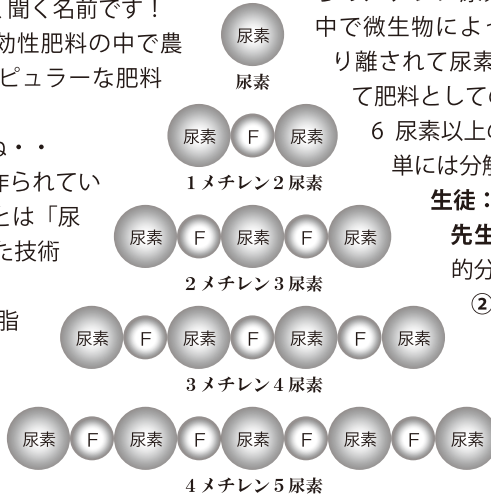 聞く名前です！
効性肥料の中で農
ピュラーな肥料
ね・・
作られてい
とは「尿
た技術
脂
尿素
尿素
尿素 F 尿素
1メチレン2尿素
尿素 F 尿素 F 尿素
2メチレン3尿素
尿素 F 尿素 F 尿素 F 尿素
3メチレン4尿素
尿素 F 尿素 F 尿素 F 尿素 F 尿素
4メチレン5尿素
中で微生物によっ
り離されて尿素
て肥料としての
6 尿素以上の
単には分解
生徒：
先生
的分
②